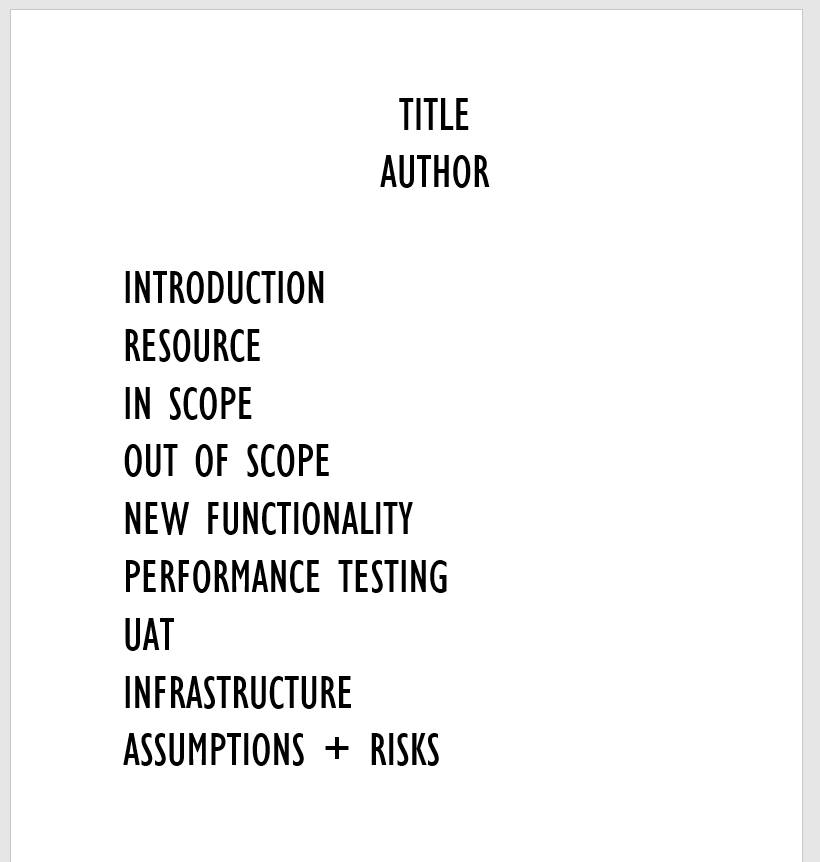 TITLE
AUTHOR
INTRODUCTION
RESOURCE
IN SCOPE
OUT OF SCOPE
NEW FUNCTIONALITY
PERFORMANCE TESTING
UAT
INFRASTRUCTURE
ASSUMPTIONS + RISKS